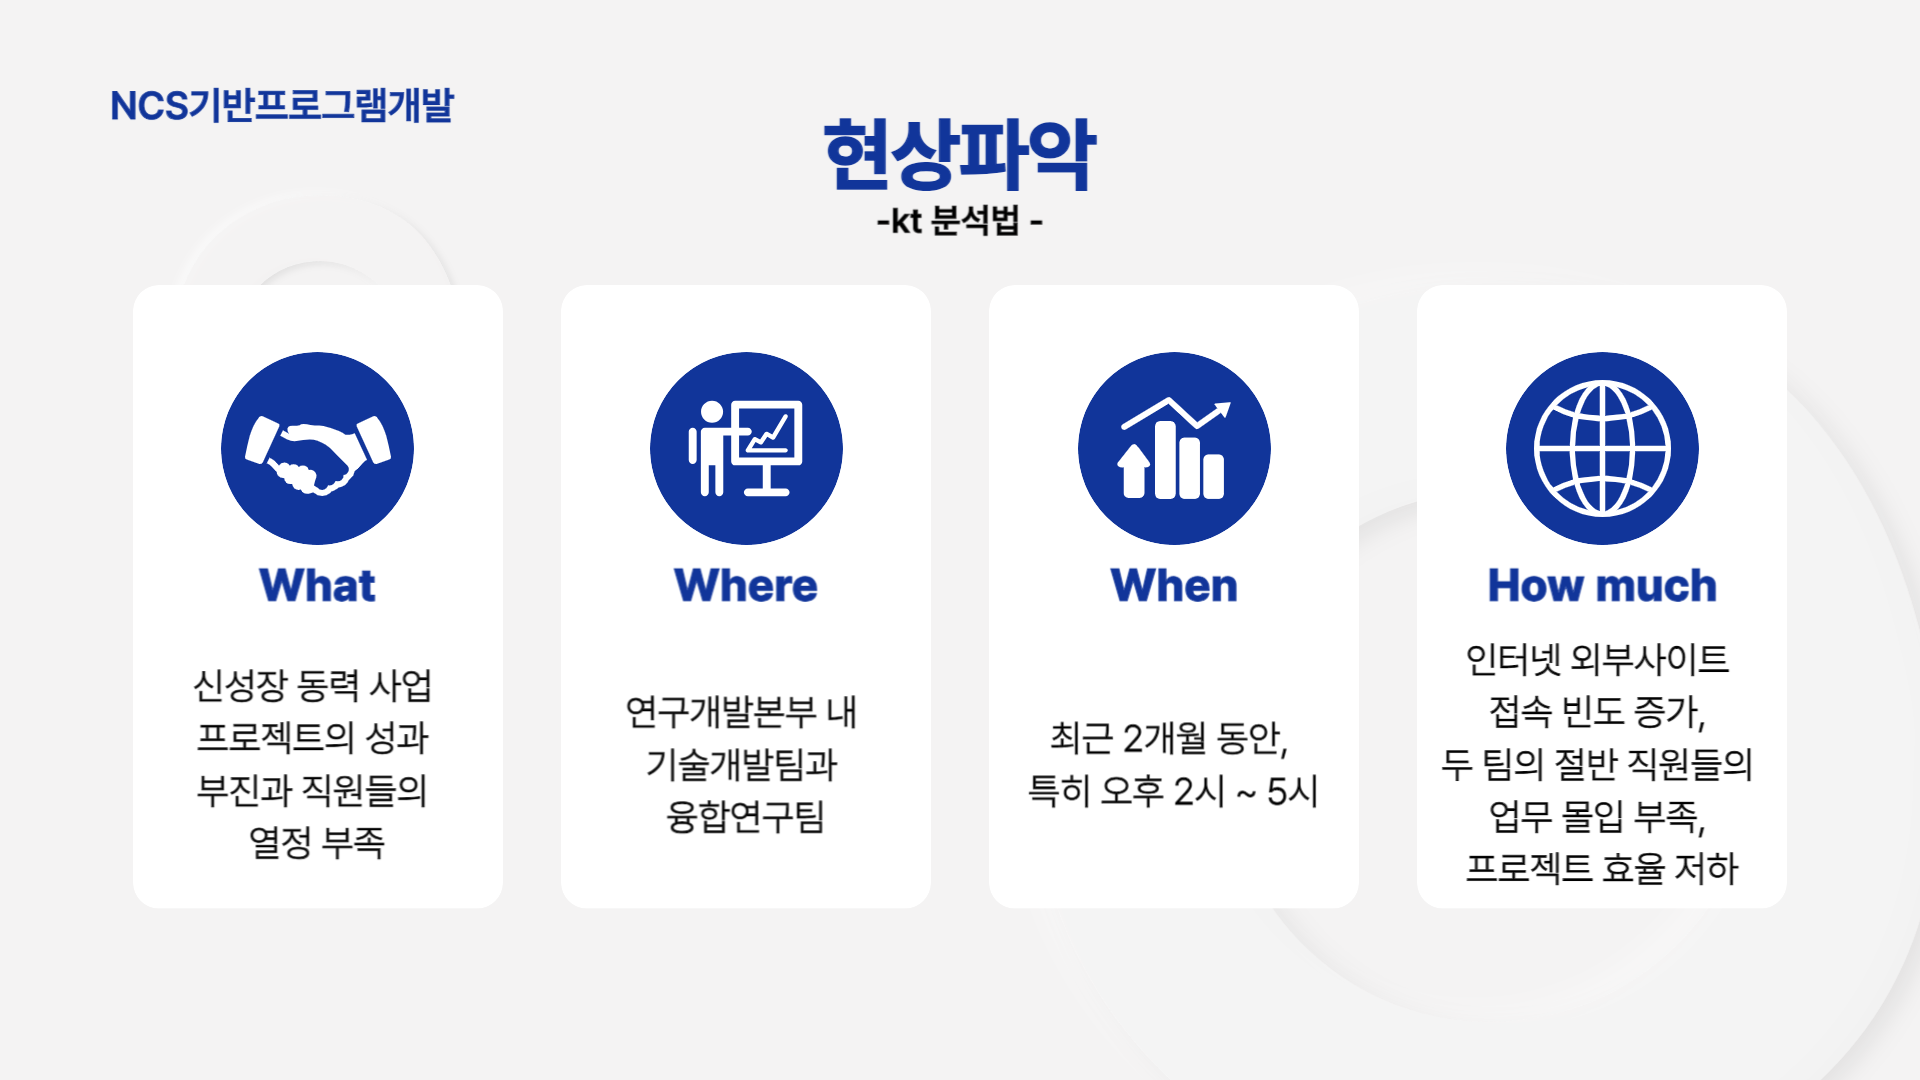 NCS기반프로그램개발
현상파악
-kt 분석법 -
What
신성장 동력 사업
프로젝트의 성과
부진과 직원들의
열정 부족
Where
연구개발본부 내
기술개발팀과
융합연구팀
When
최근 2개월 동안,
특히 오후 2시 ~ 5시
How much
인터넷 외부사이트
접속 빈도 증가,
두 팀의 절반 직원들의
업무 몰입 부족,
프로젝트 효율 저하